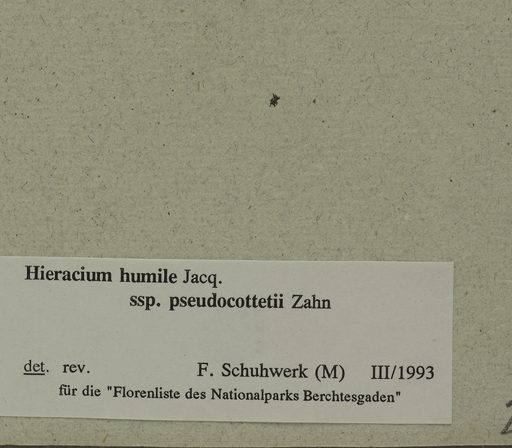 Hieracium humile Jacq.
ssp. pseudocottetii Zahn
det. rev. F. Schuhwerk (M) III/1993
für die "Florenliste des Nationalparks Berchtesgaden"